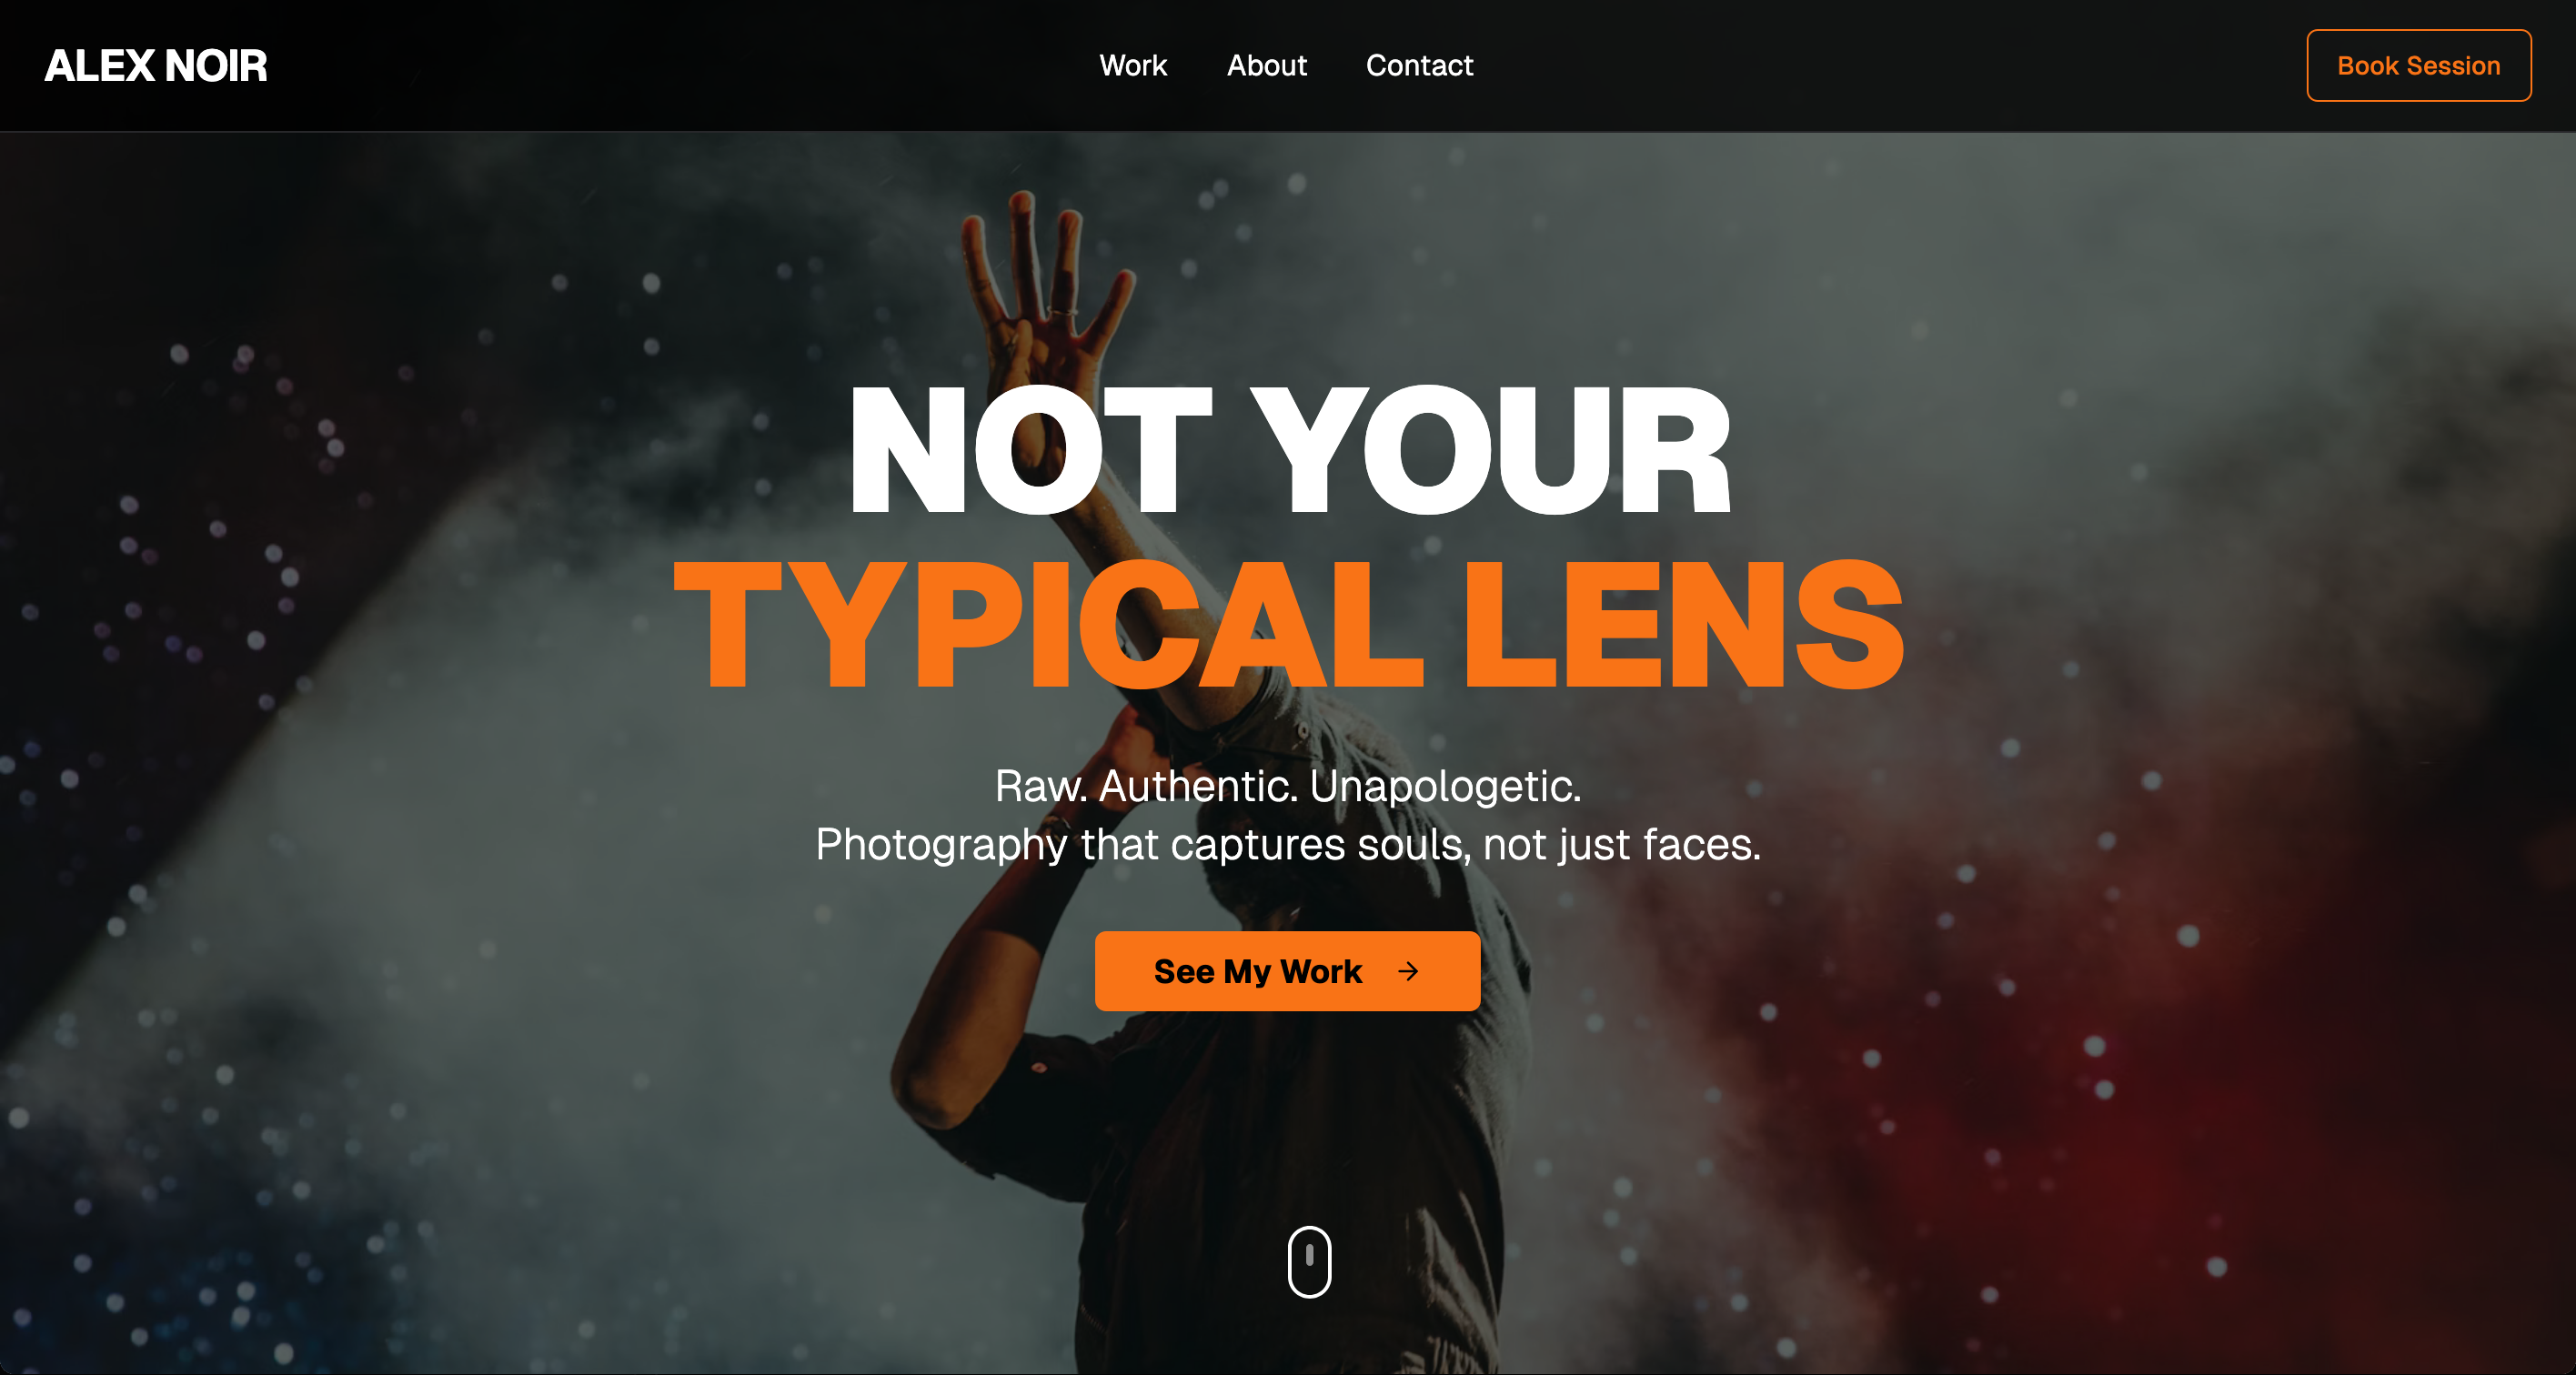 ALEX NOIR
Work
About
Contact
Book Session
NOT YOUR
TYPICAL LENS
Raw. Authentic. Unapologetic.
Photography that captures souls, not just faces.
See My Work →